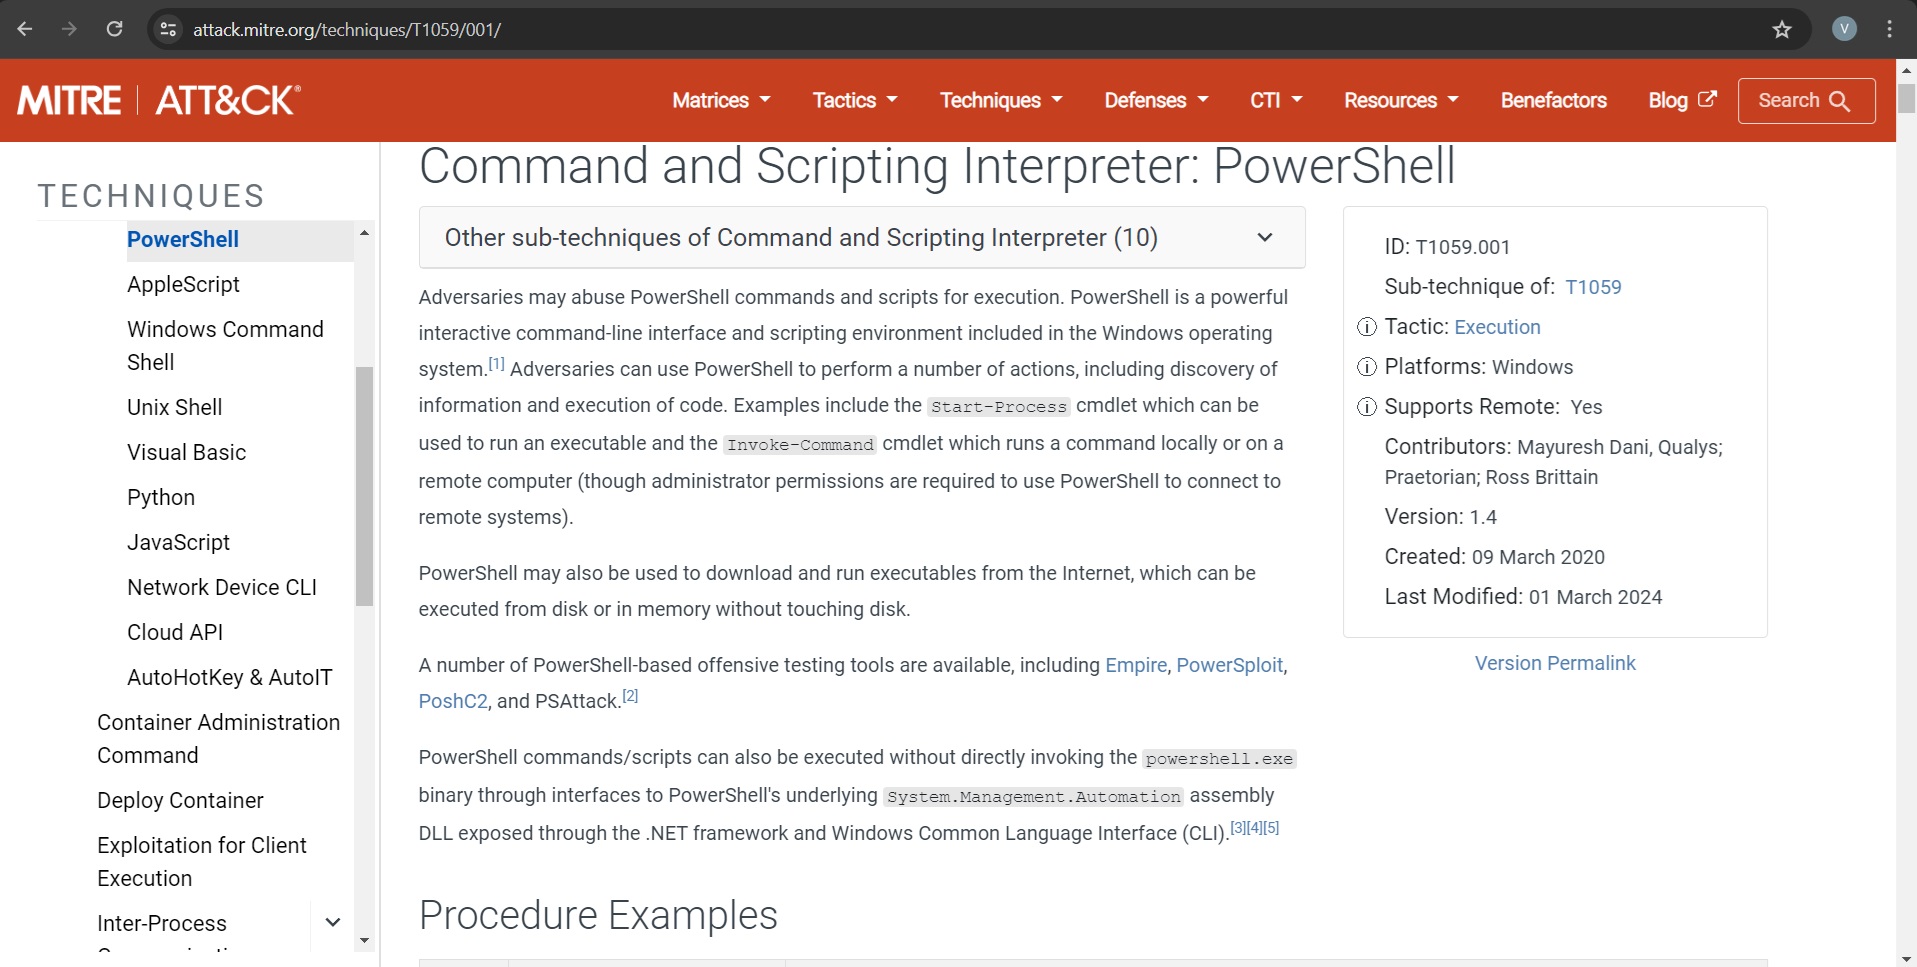 attack.mitre.org/techniques/T1059/001/
V
MITRE | ATT&CK®
Matrices
Tactics
Techniques
Defenses
CTI
Resources
Benefactors
Blog
Search
TECHNIQUES
PowerShell
AppleScript
Windows Command
Shell
Unix Shell
Visual Basic
Python
JavaScript
Network Device CLI
Cloud API
AutoHotKey & AutoIT
Container Administration
Command
Deploy Container
Exploitation for Client
Execution
Inter-Process
Command and Scripting Interpreter: PowerShell
Other sub-techniques of Command and Scripting Interpreter (10)
Adversaries may abuse PowerShell commands and scripts for execution. PowerShell is a powerful
interactive command-line interface and scripting environment included in the Windows operating
system.[1] Adversaries can use PowerShell to perform a number of actions, including discovery of
information and execution of code. Examples include the Start-Process cmdlet which can be
used to run an executable and the Invoke-Command cmdlet which runs a command locally or on a
remote computer (though administrator permissions are required to use PowerShell to connect to
remote systems).
PowerShell may also be used to download and run executables from the Internet, which can be
executed from disk or in memory without touching disk.
A number of PowerShell-based offensive testing tools are available, including Empire, PowerSploit,
PoshC2, and PSAttack.[2]
PowerShell commands/scripts can also be executed without directly invoking the powershell.exe
binary through interfaces to PowerShell's underlying System.Management.Automation assembly
DLL exposed through the .NET framework and Windows Common Language Interface (CLI).[3][4][5]
Procedure Examples
ID: T1059.001
Sub-technique of: T1059
Tactic: Execution
Platforms: Windows
Supports Remote: Yes
Contributors: Mayuresh Dani, Qualys;
Praetorian; Ross Brittain
Version: 1.4
Created: 09 March 2020
Last Modified: 01 March 2024
Version Permalink